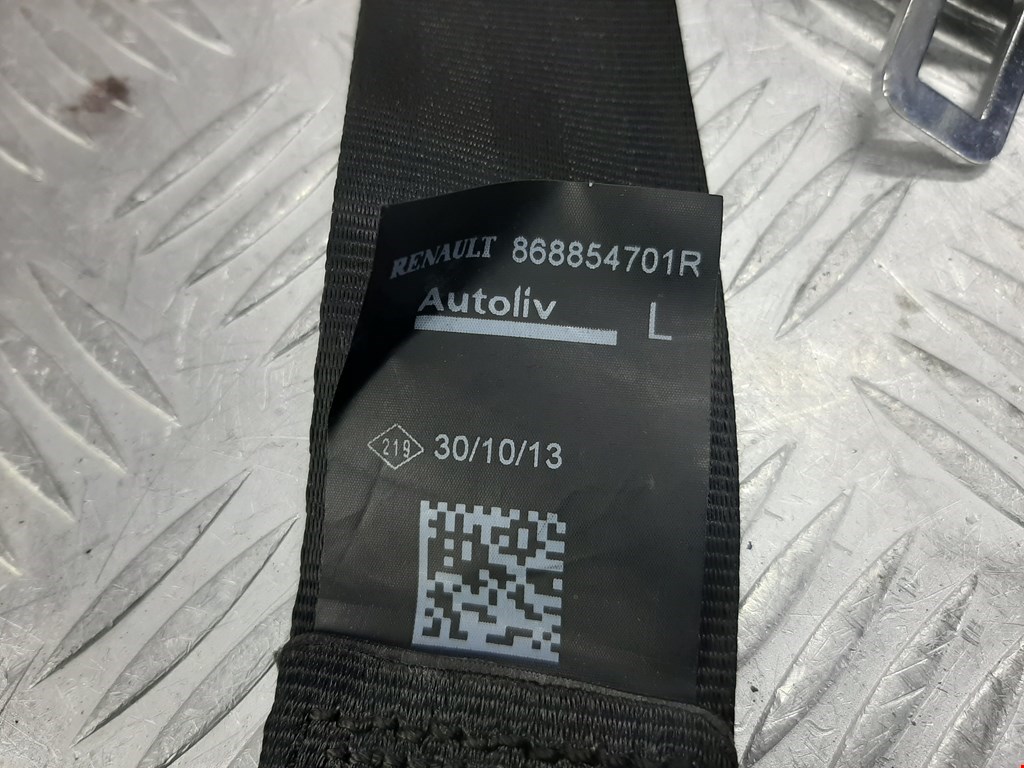 RENAULT 868854701R
Autoliv L
219 30/10/13